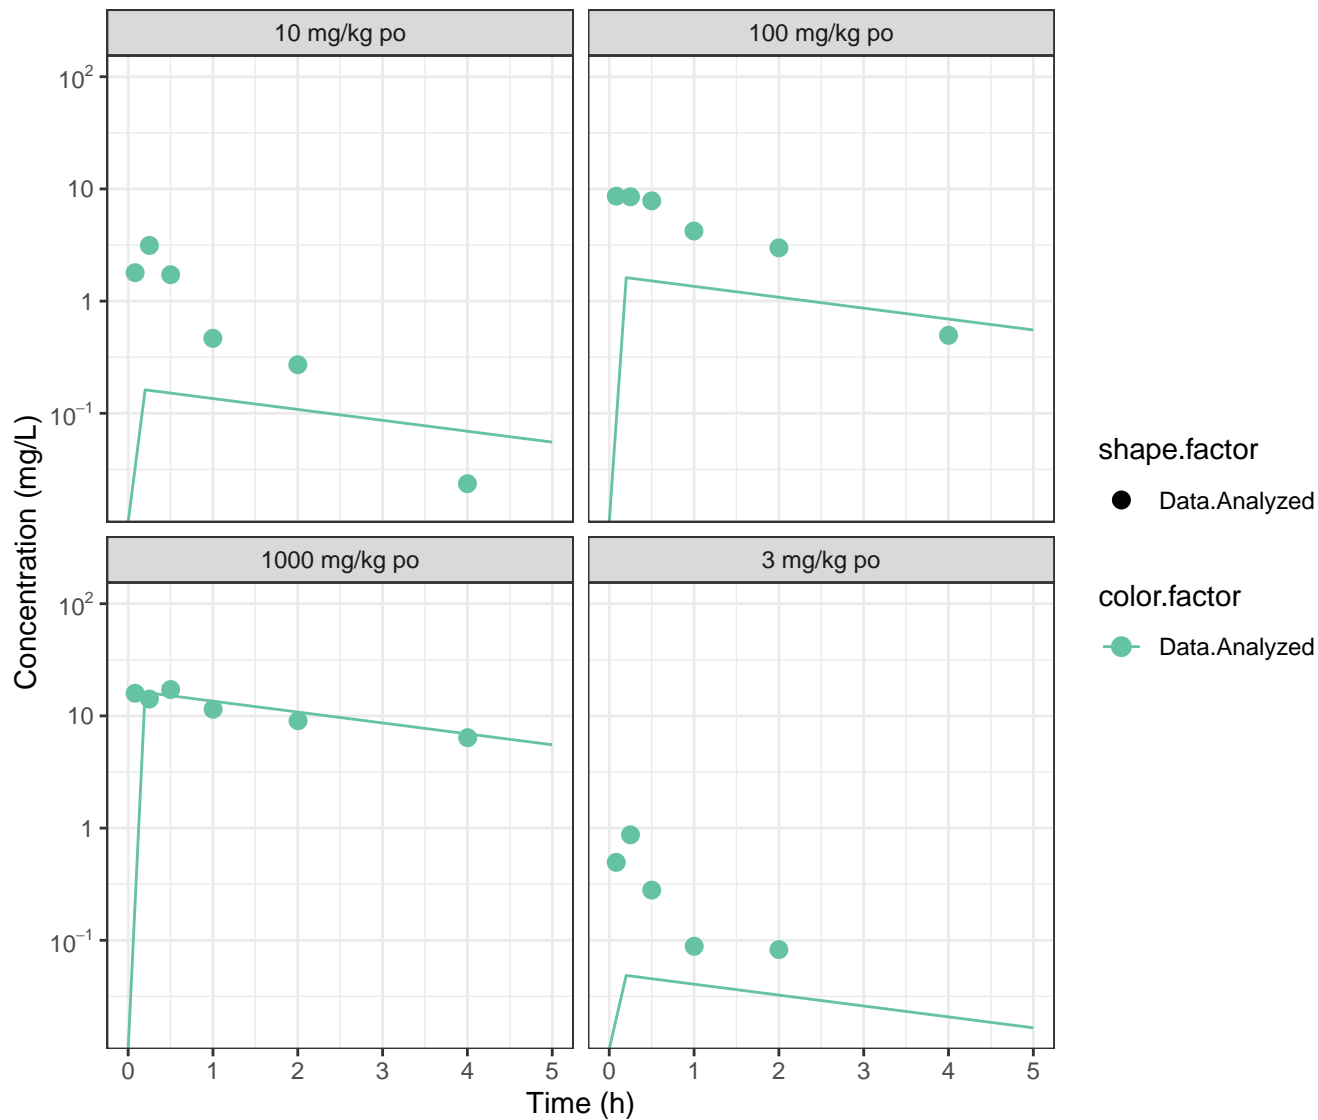 10 mg/kg po
100 mg/kg po
10²
10
1
10⁻¹
1000 mg/kg po
3 mg/kg po
10²
10
1
10⁻¹
0 1 2 3 4 5
0 1 2 3 4 5
Time (h)
Concentration (mg/L)
shape.factor
Data.Analyzed
color.factor
Data.Analyzed